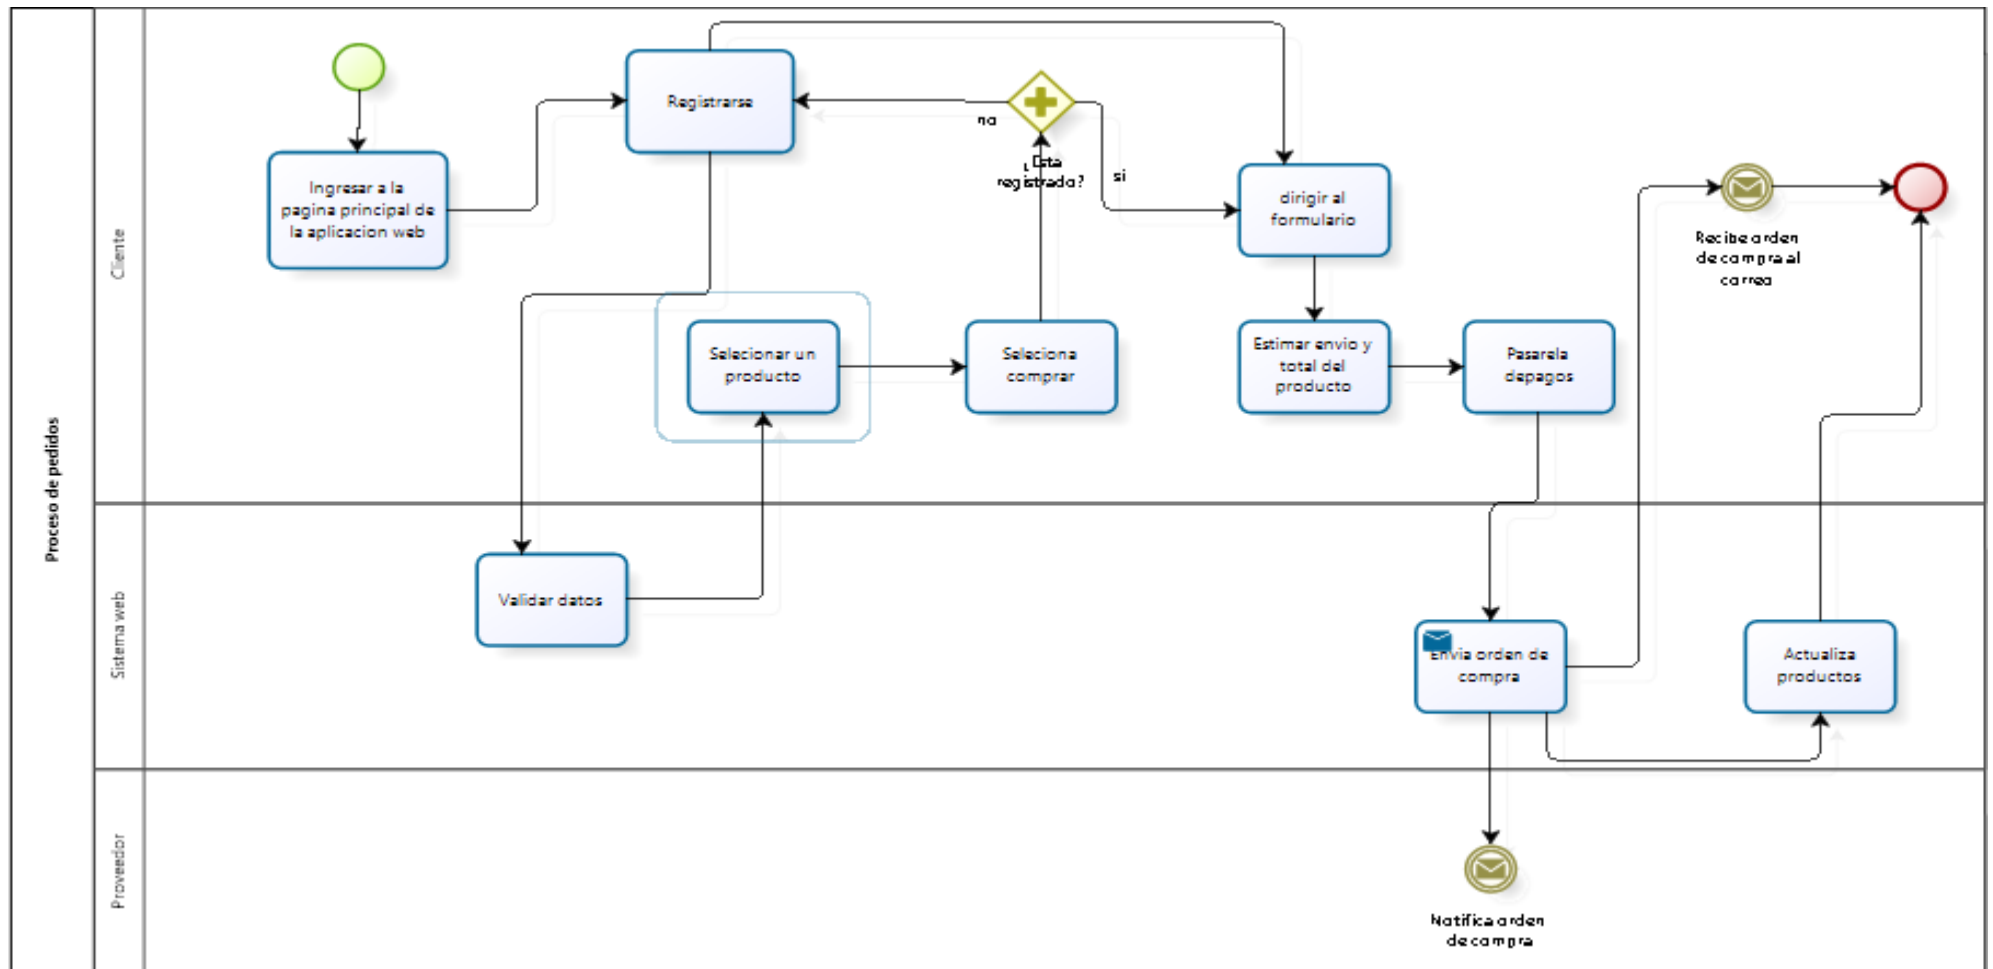 Proceso de pedidos
Cliente
Sistema web
Proveedor
Ingresar a la
pagina principal de
la aplicacion web
Registrarse
no
¿Esta
registrado?
si
dirigir al
formulario
Recibe orden
de compra al
correo
Selecionar un
producto
Seleciona
comprar
Estimar envio y
total del
producto
Pasarela
depagos
Validar datos
Envia orden de
compra
Actualiza
productos
Notifica orden
de compra